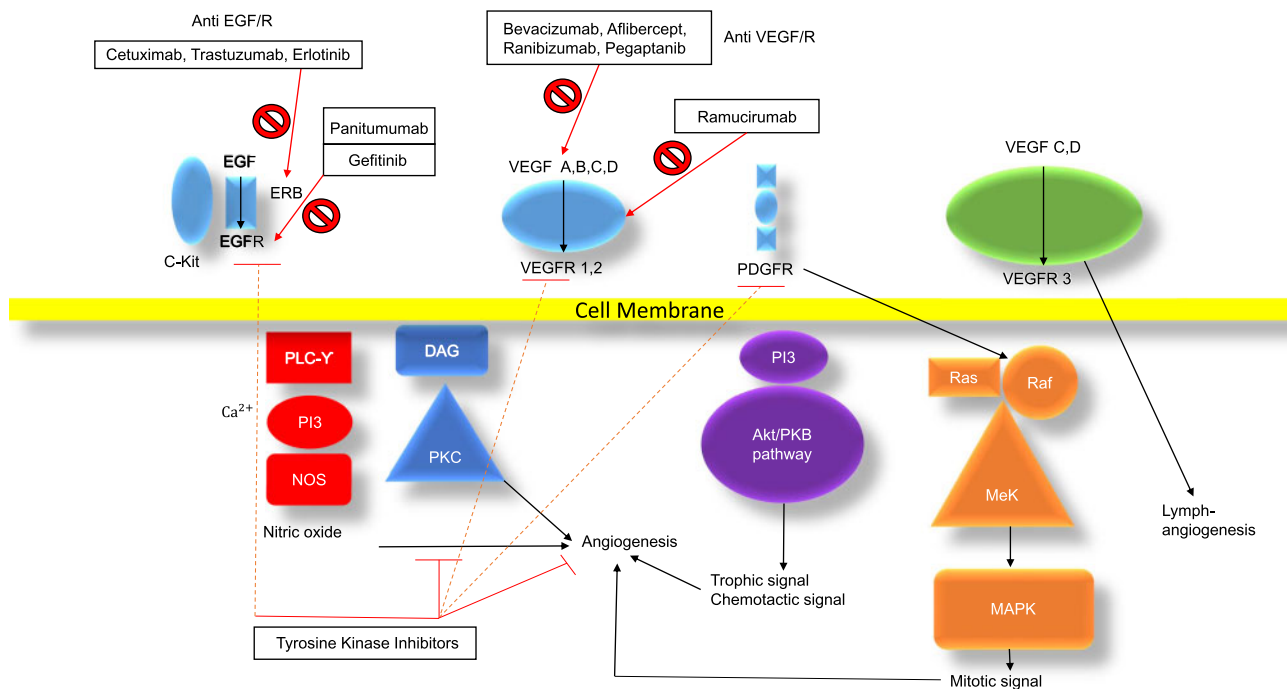 Anti EGF/R
Cetuximab, Trastuzumab, Erlotinib
Bevacizumab, Aflibercept,
Ranibizumab, Pegaptanib
Anti VEGF/R
Panitumumab
Gefitinib
Ramucirumab
EGF
ERB
EGFR
C-Kit
VEGF A,B,C,D
VEGFR 1,2
PDGFR
VEGF C,D
VEGFR 3
Cell Membrane
PLC-ϒ
Ca²⁺
PI3
NOS
Nitric oxide
DAG
PKC
PI3
Akt/PKB
pathway
Ras
Raf
MeK
MAPK
Mitotic signal
Lymph-
angiogenesis
Angiogenesis
Trophic signal
Chemotactic signal
Tyrosine Kinase Inhibitors